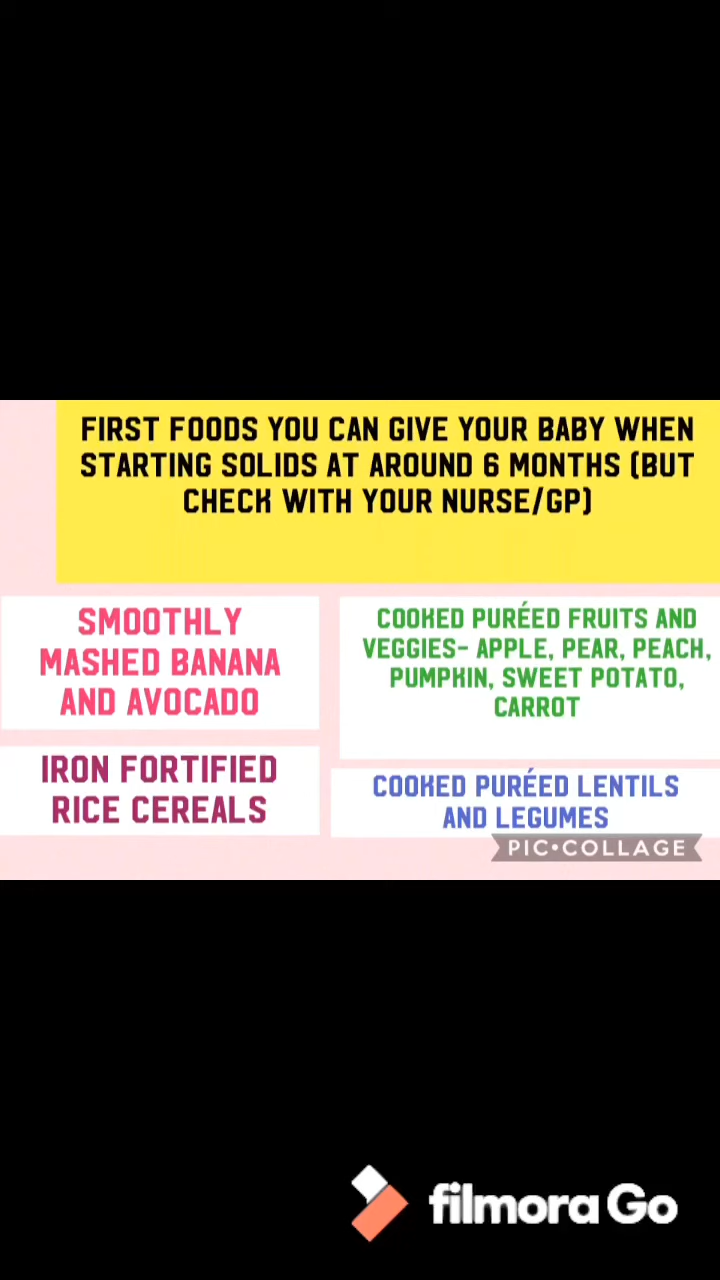 FIRST FOODS YOU CAN GIVE YOUR BABY WHEN
STARTING SOLIDS AT AROUND 6 MONTHS (BUT
CHECK WITH YOUR NURSE/GP)
SMOOTHLY
MASHED BANANA
AND AVOCADO
COOKED PURÉED FRUITS AND
VEGGIES- APPLE, PEAR, PEACH,
PUMPKIN, SWEET POTATO,
CARROT
IRON FORTIFIED
RICE CEREALS
COOKED PURÉED LENTILS
AND LEGUMES
PIC•COLLAGE
filmora Go